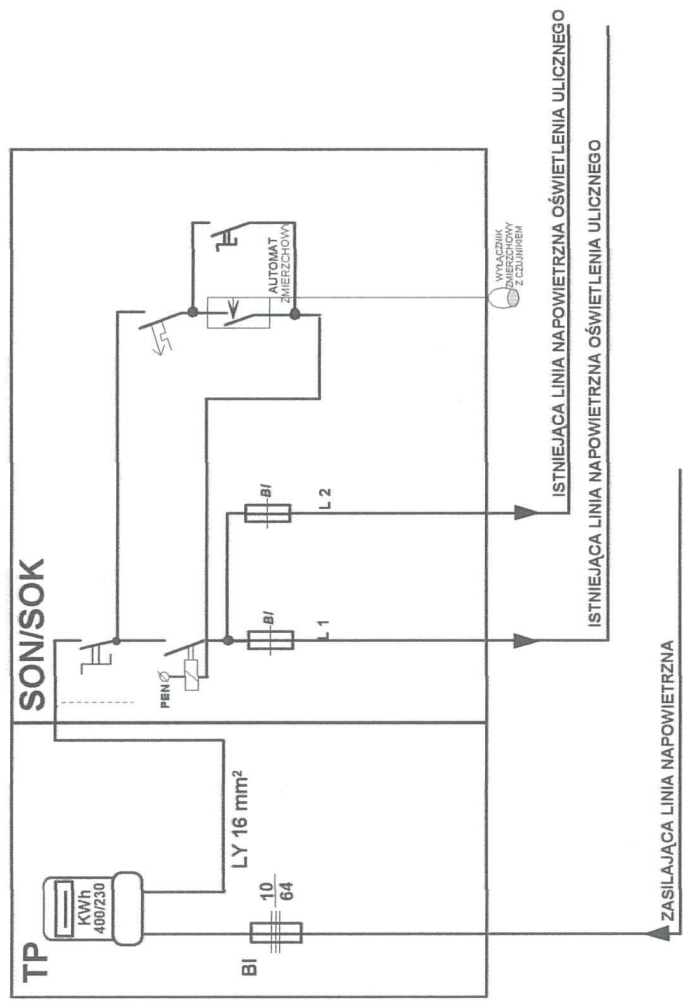 TP
KWh
400/230
BI
10
64
LY 16 mm²
SON/SOK
PEN
BI
L 1
BI
L 2
AUTOMAT
ZMIERZCHOWY
WYŁĄCZNIK
ZMIERZCHOWY
Z CZUJNIKIEM
ZASILAJĄCA LINIA NAPOWIETRZNA
ISTNIEJĄCA LINIA NAPOWIETRZNA OŚWIETLENIA ULICZNEGO
ISTNIEJĄCA LINIA NAPOWIETRZNA OŚWIETLENIA ULICZNEGO